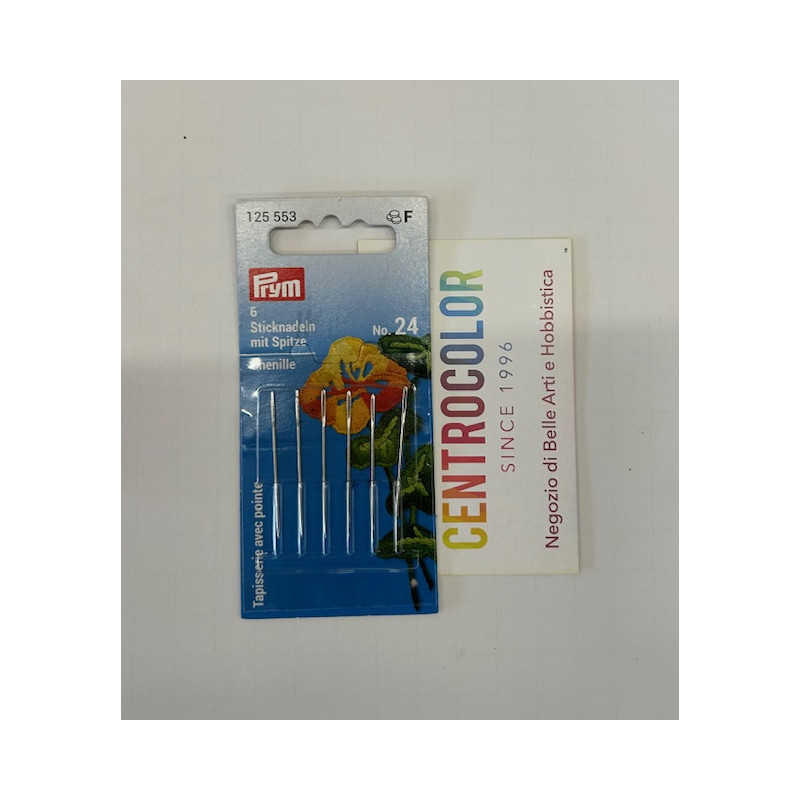 125 553
F
Prym
6
Sticknadeln
mit Spitze
No. 24
Chenille
Tapisserie avec pointe
CENTROCOLOR
SINCE 1996
Negozio di Belle Arti e Hobbistica